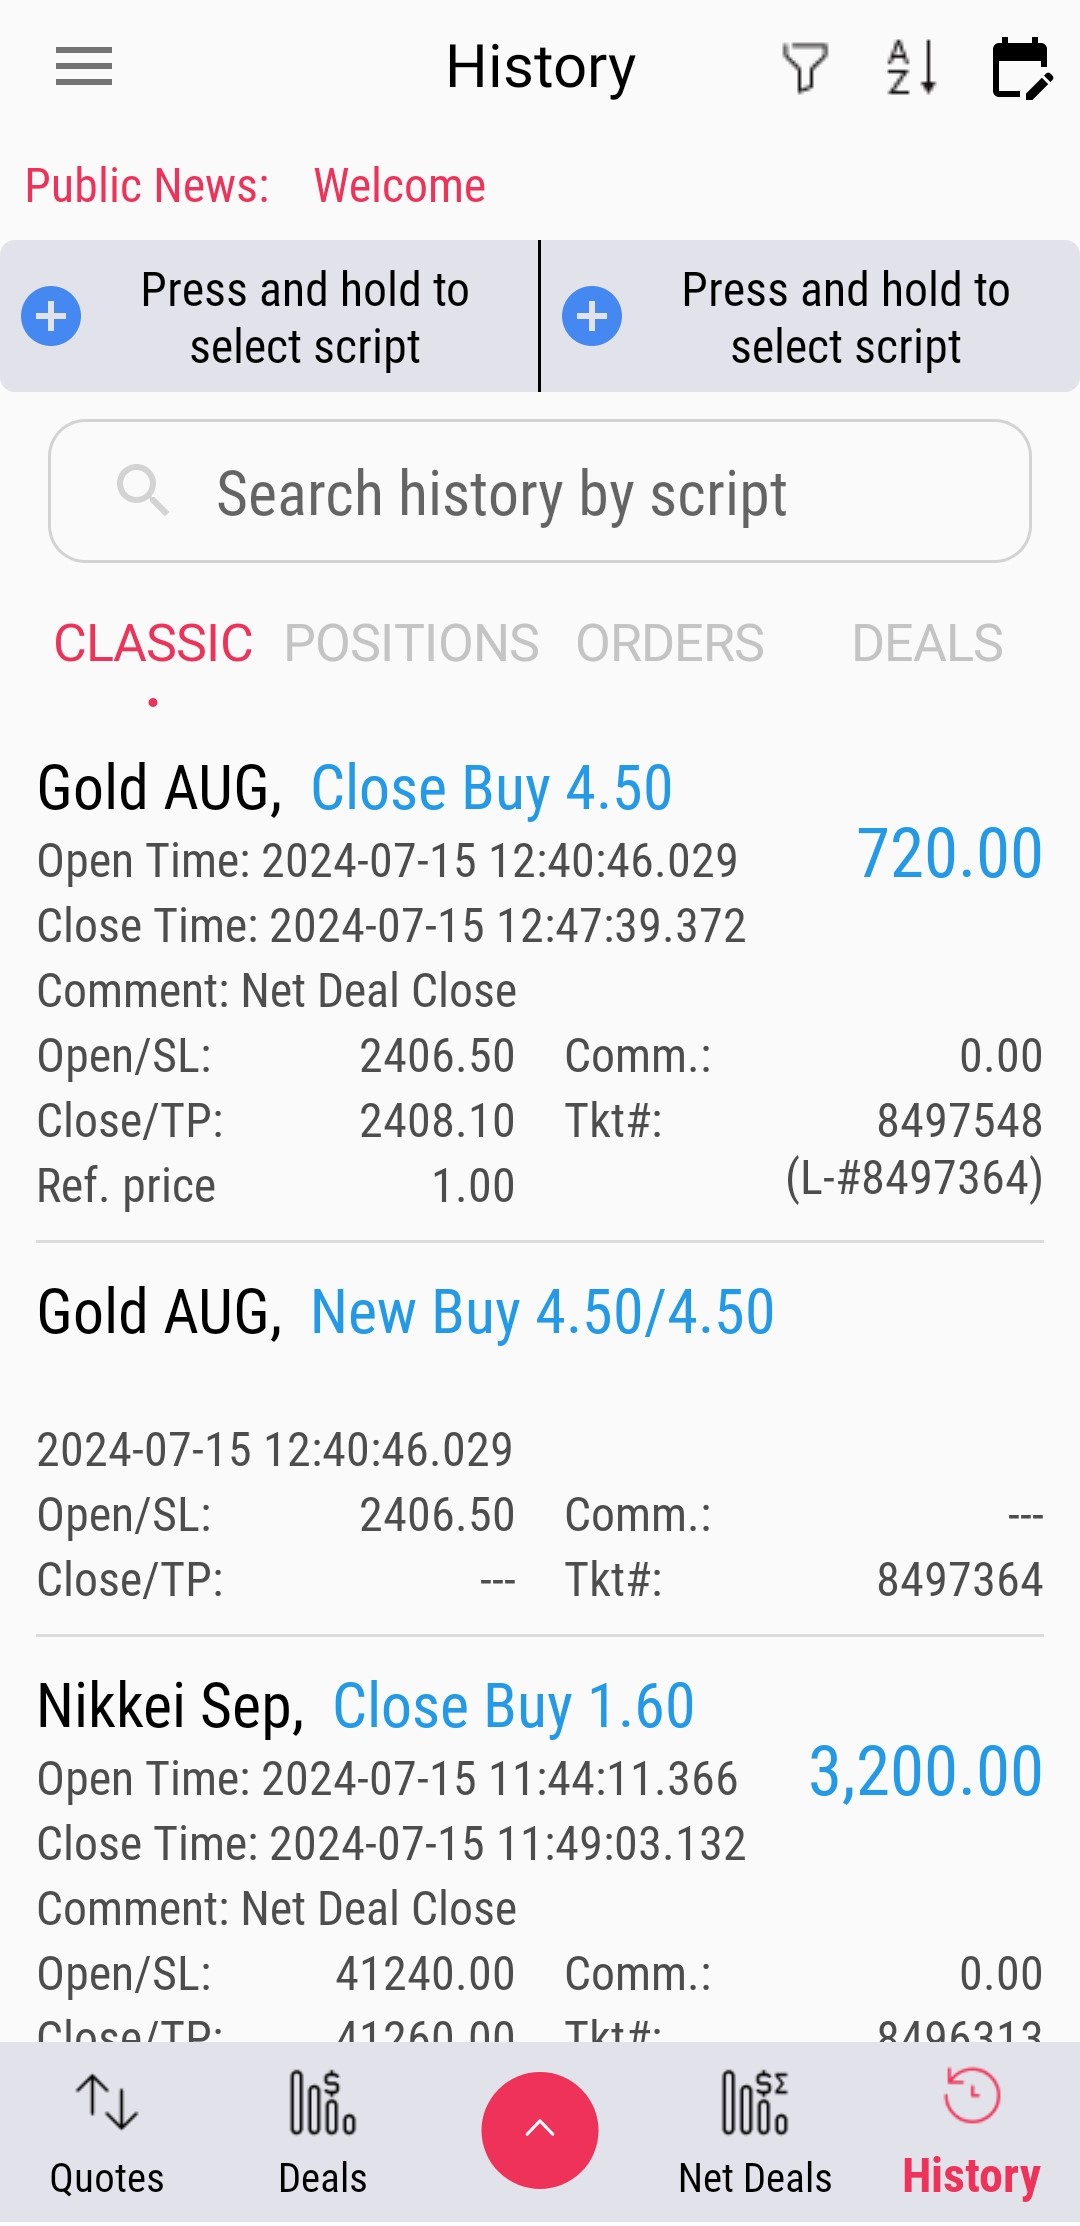 History
A
Z
Public News: Welcome
Press and hold to
select script
Press and hold to
select script
Search history by script
CLASSIC POSITIONS ORDERS DEALS
Gold AUG, Close Buy 4.50
720.00
Open Time: 2024-07-15 12:40:46.029
Close Time: 2024-07-15 12:47:39.372
Comment: Net Deal Close
Open/SL: 2406.50 Comm.: 0.00
Close/TP: 2408.10 Tkt#: 8497548
Ref. price 1.00 (L-#8497364)
Gold AUG, New Buy 4.50/4.50
2024-07-15 12:40:46.029
Open/SL: 2406.50 Comm.: ---
Close/TP: --- Tkt#: 8497364
Nikkei Sep, Close Buy 1.60
Open Time: 2024-07-15 11:44:11.366 3,200.00
Close Time: 2024-07-15 11:49:03.132
Comment: Net Deal Close
Open/SL: 41240.00 Comm.: 0.00
Close/TP: 41260.00 Tkt#: 8496313
Quotes Deals Net Deals History